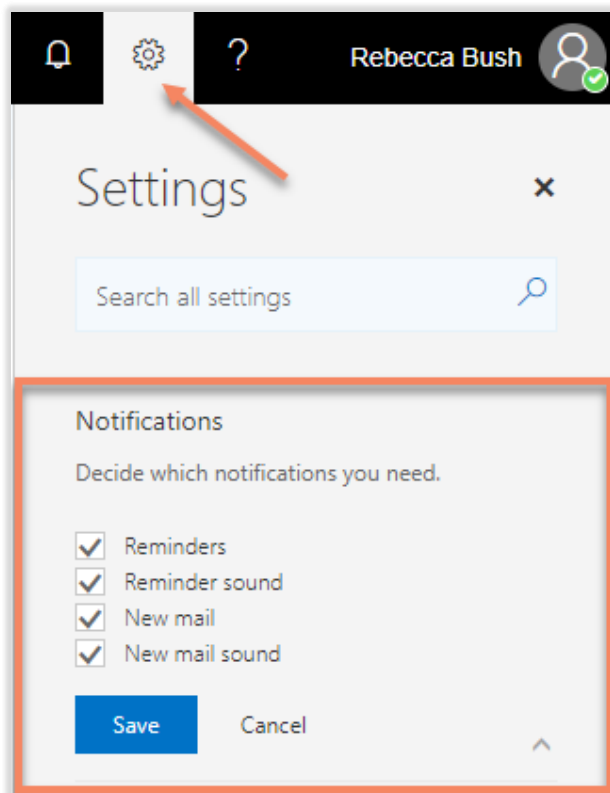 ? Rebecca Bush
Settings
Search all settings
Notifications
Decide which notifications you need.
Reminders
Reminder sound
New mail
New mail sound
Save Cancel